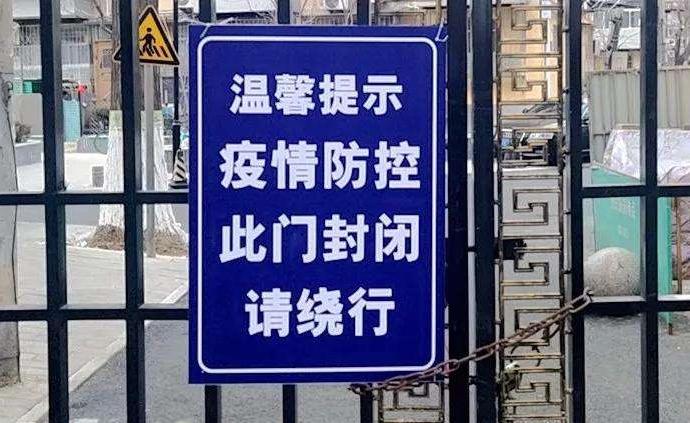 温馨提示
疫情防控
此门封闭
请绕行